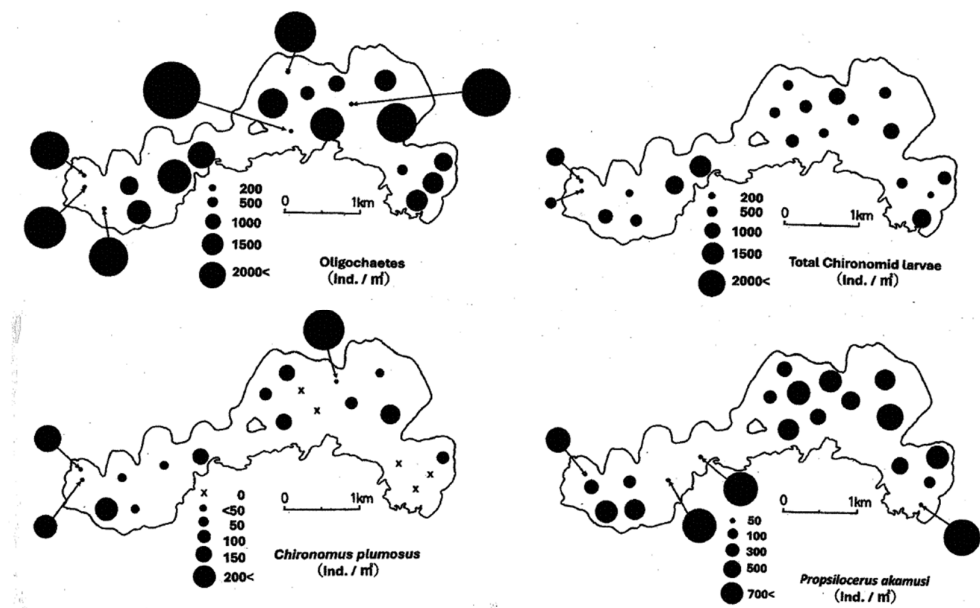 200
500
1000
1500
2000<
0
1km
Oligochaetes
(Ind. / ㎡)
200
500
1000
1500
2000<
0
1km
Total Chironomid larvae
(Ind. / ㎡)
x
x
x
x
x
x 0
<50
50
100
150
200<
0
1km
Chironomus plumosus
(Ind. / ㎡)
50
100
300
500
700<
0
1km
Propsilocerus akamusi
(Ind. / ㎡)